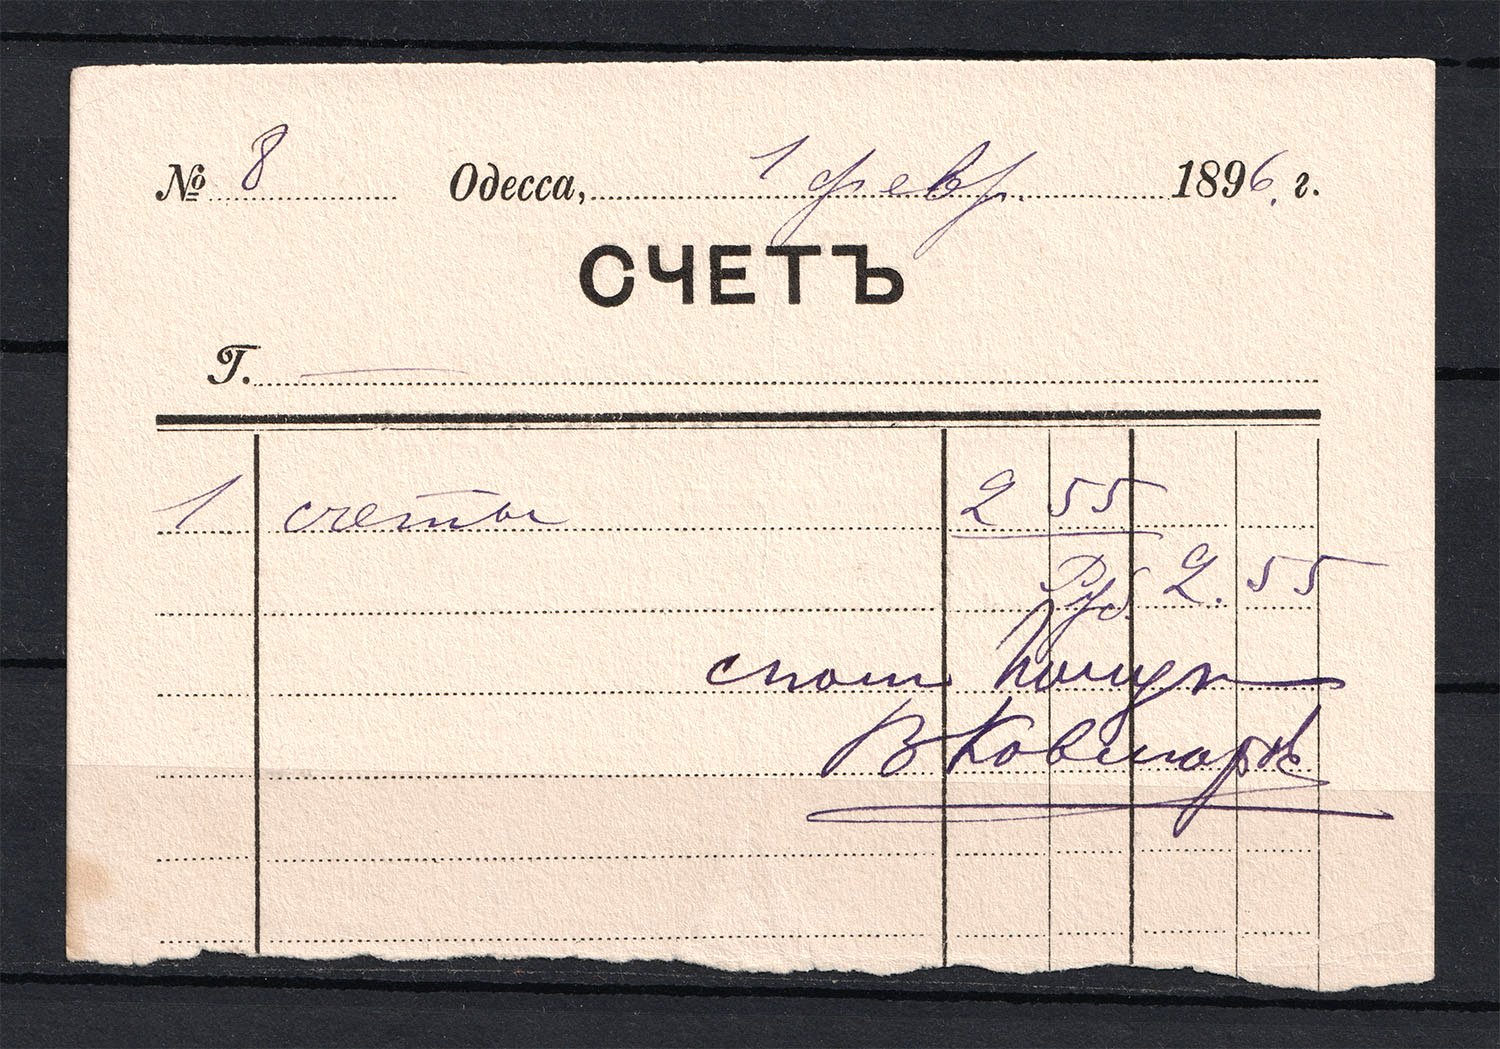 № 8 Одесса, 1 февр. 1896 г.
СЧЕТЪ
Г.
1 счеты 2 55
Руб. 2.55
В